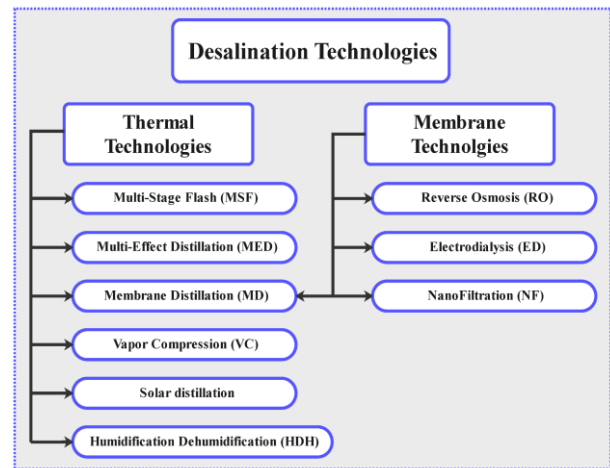 Desalination Technologies
Thermal
Technologies
Multi-Stage Flash (MSF)
Multi-Effect Distillation (MED)
Membrane Distillation (MD)
Vapor Compression (VC)
Solar distillation
Humidification Dehumidification (HDH)
Membrane
Technolgies
Reverse Osmosis (RO)
Electrodialysis (ED)
NanoFiltration (NF)